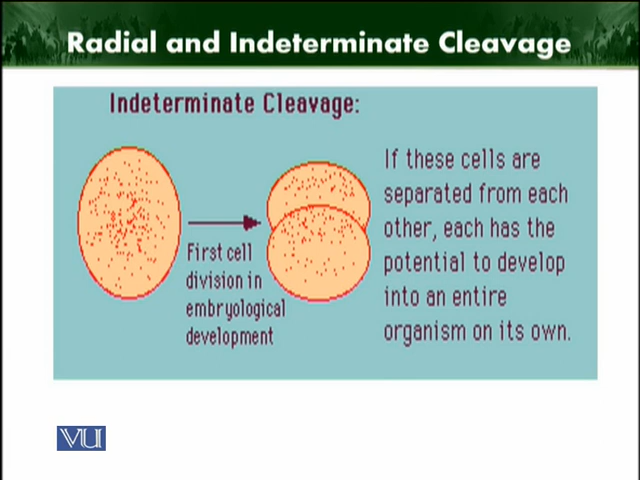 Radial and Indeterminate Cleavage
Indeterminate Cleavage:
First cell
division in
embryological
development
If these cells are
separated from each
other, each has the
potential to develop
into an entire
organism on its own.
VU